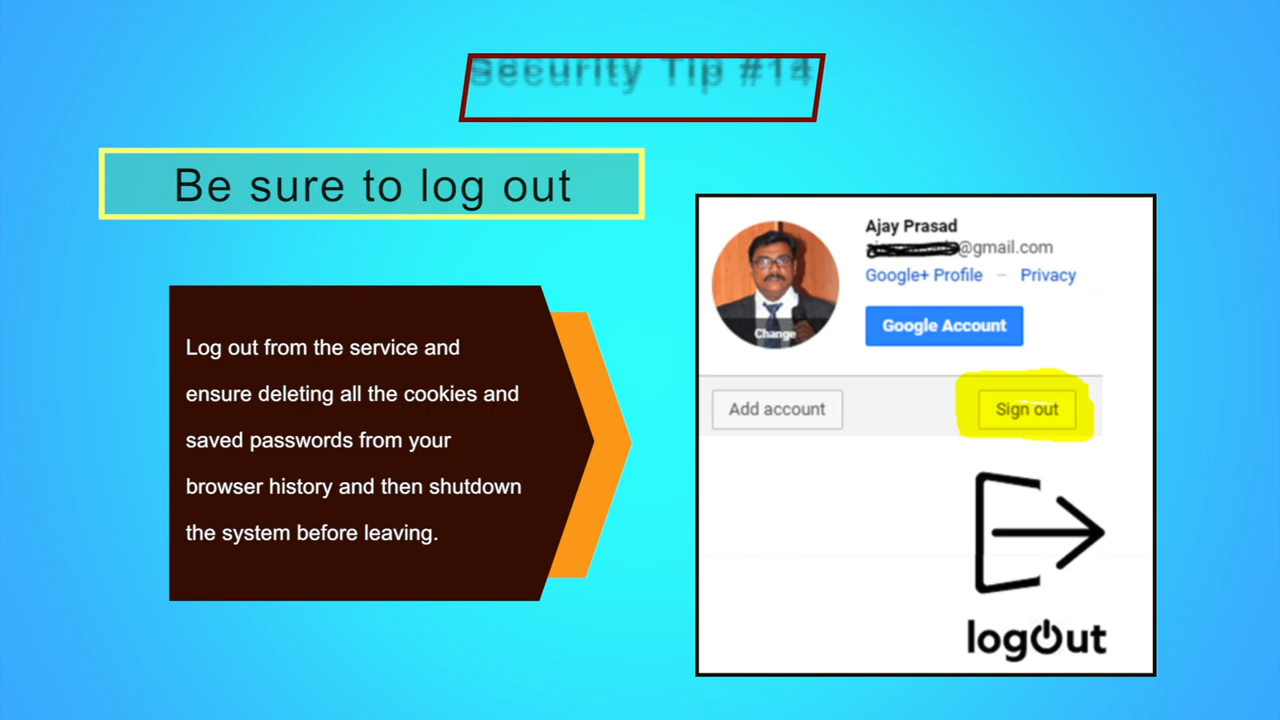 Security Tip #14
Be sure to log out
Log out from the service and
ensure deleting all the cookies and
saved passwords from your
browser history and then shutdown
the system before leaving.
Ajay Prasad
@gmail.com
Google+ Profile – Privacy
Change
Google Account
Add account
Sign out
logout